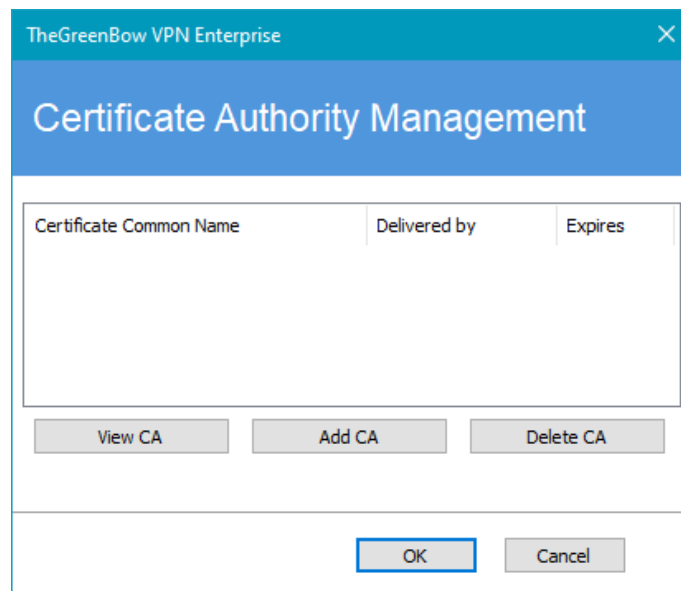 TheGreenBow VPN Enterprise
Certificate Authority Management
Certificate Common Name Delivered by Expires
View CA Add CA Delete CA
OK Cancel